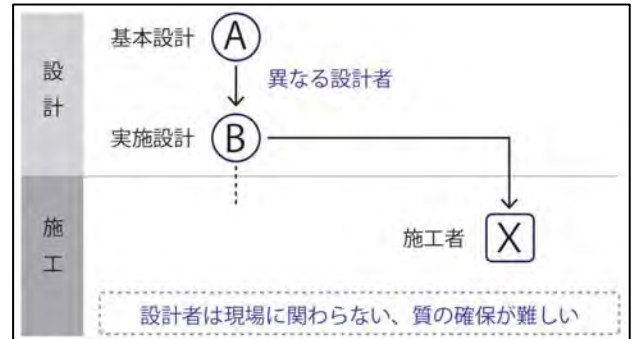 設計
基本設計 A
異なる設計者
実施設計 B
施工
施工者 X
設計者は現場に関わらない、質の確保が難しい